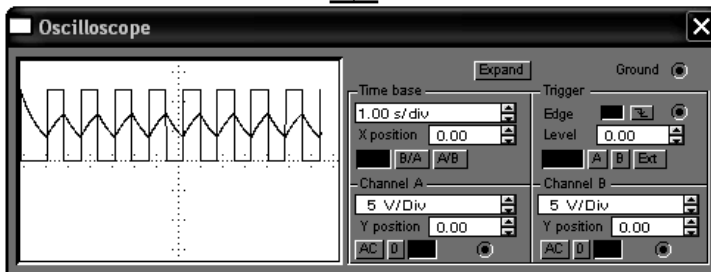 Oscilloscope
Expand
Ground
Time base
1.00 s/div
X position 0.00
B/A A/B
Trigger
Edge
Level 0.00
A B Ext
Channel A
5 V/Div
Y position 0.00
AC 0
Channel B
5 V/Div
Y position 0.00
AC 0